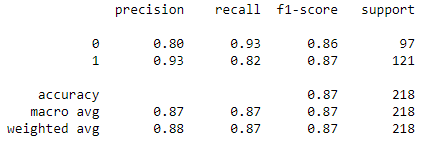 precision recall f1-score support
0 0.80 0.93 0.86 97
1 0.93 0.82 0.87 121
accuracy 0.87 218
macro avg 0.87 0.87 0.87 218
weighted avg 0.88 0.87 0.87 218